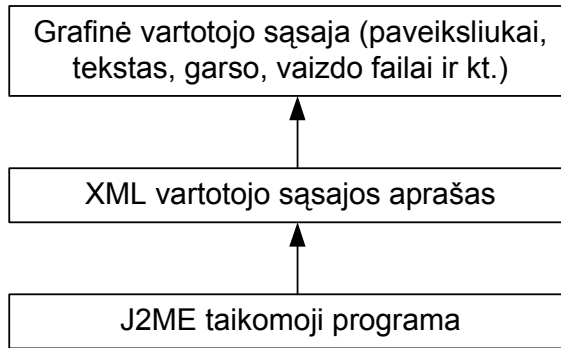 Grafinė vartotojo sąsaja (paveiksliukai,
tekstas, garso, vaizdo failai ir kt.)
XML vartotojo sąsajos aprašas
J2ME taikomoji programa